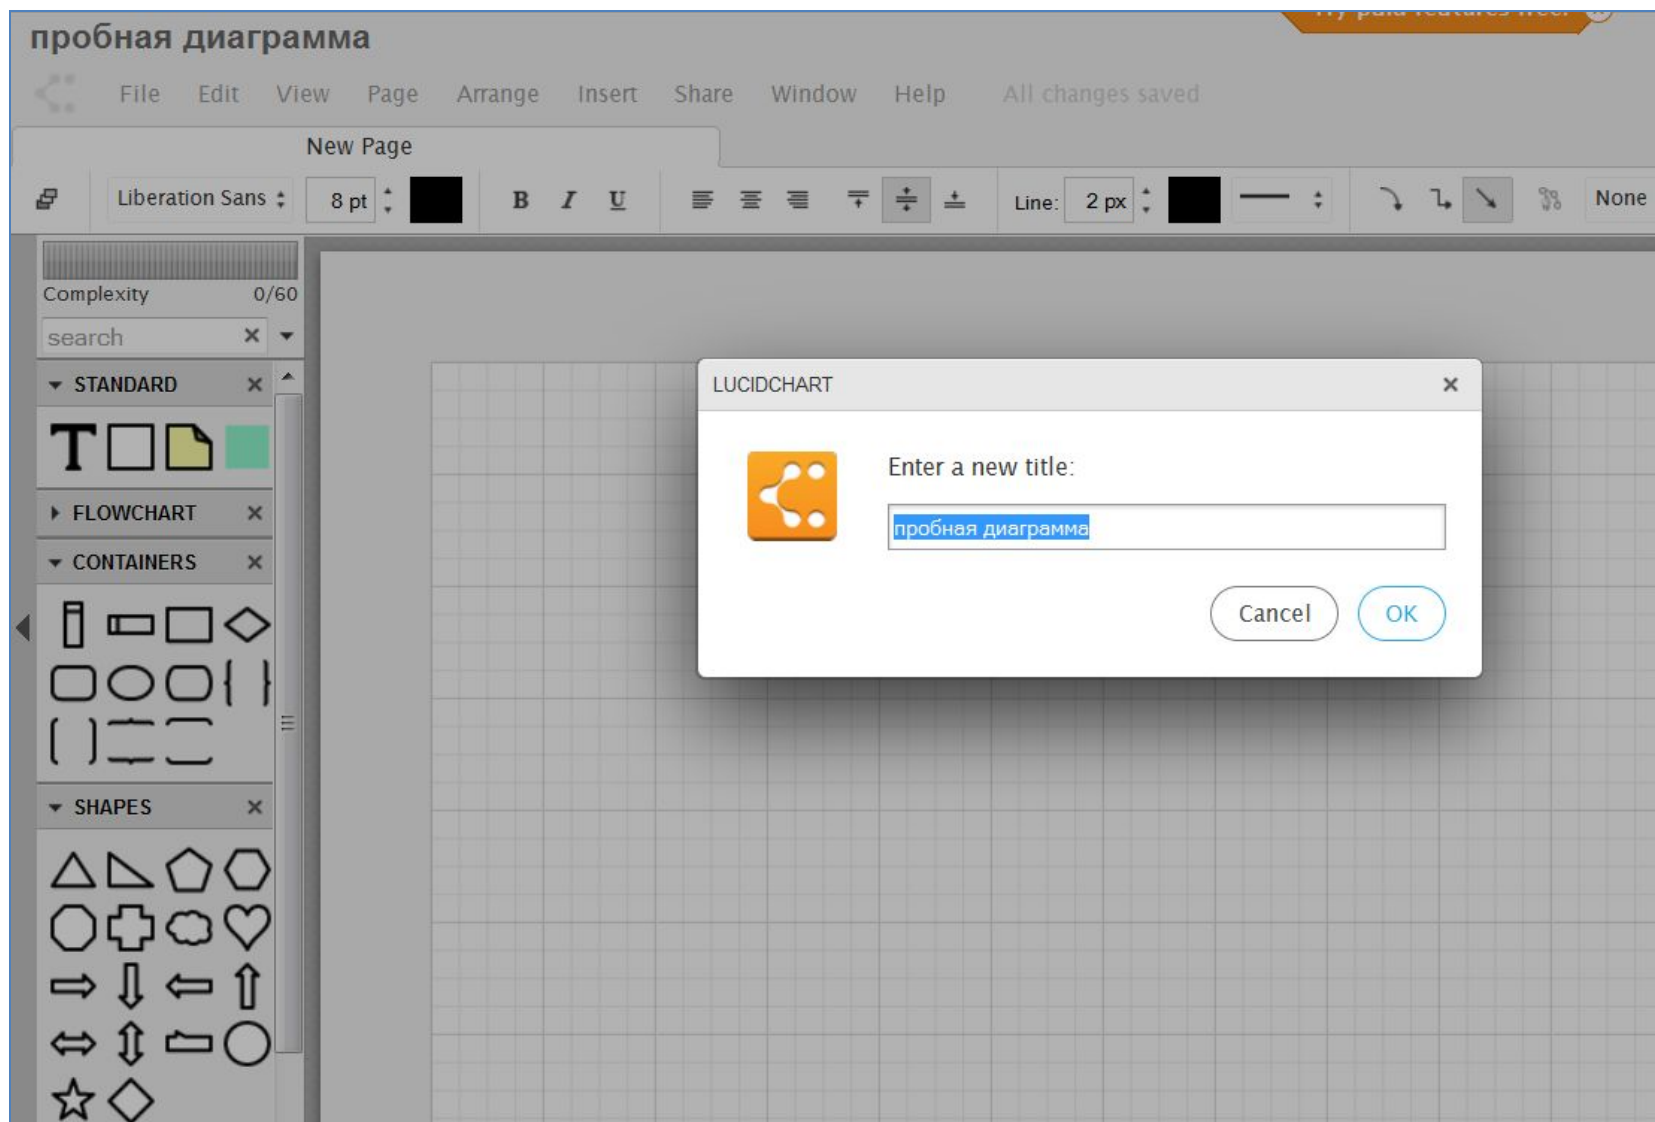 пробная диаграмма
File Edit View Page Arrange Insert Share Window Help All changes saved
New Page
Liberation Sans 8 pt B I U Line: 2 px None
Complexity 0/60
search
STANDARD
T
FLOWCHART
CONTAINERS
SHAPES
LUCIDCHART
Enter a new title:
пробная диаграмма
Cancel OK